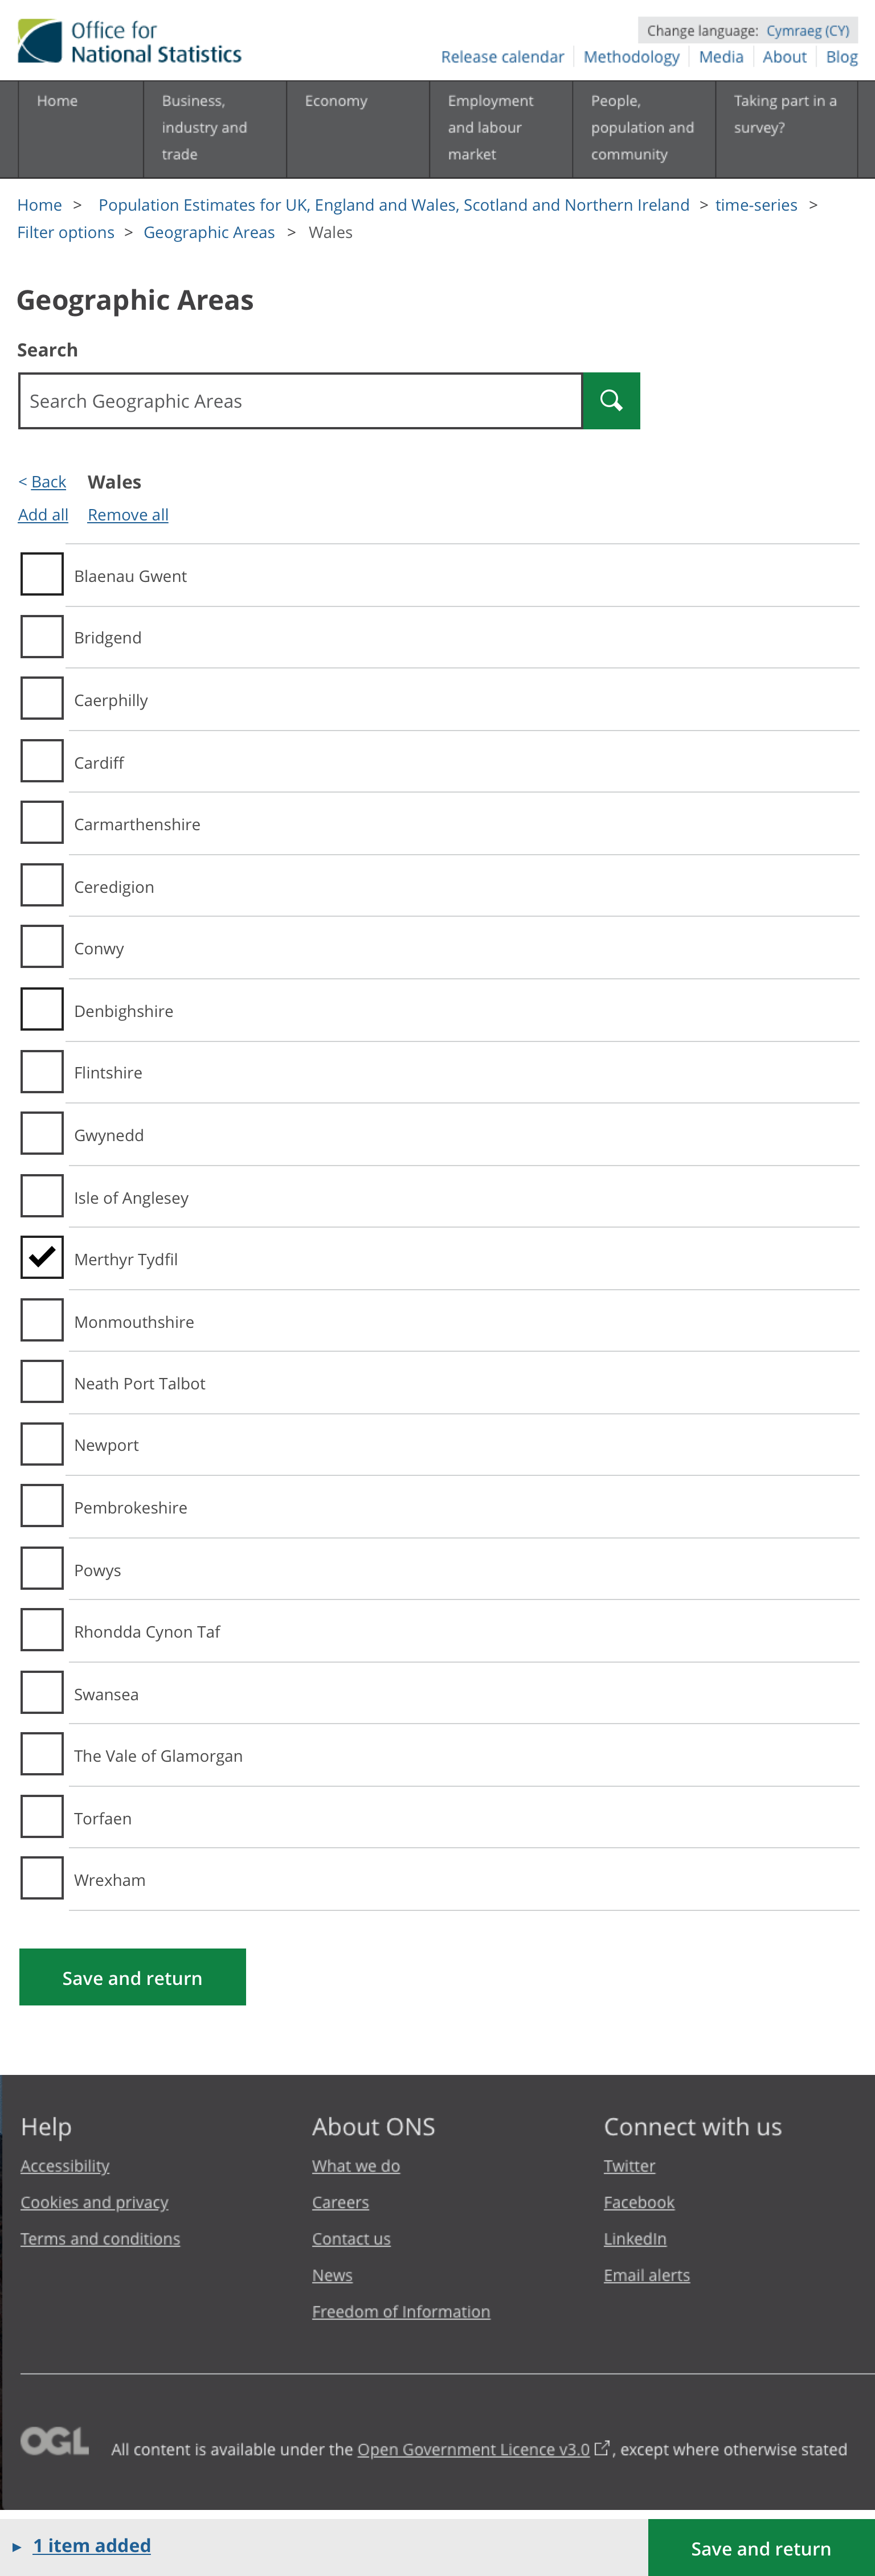 Office for
National Statistics
Change language: Cymraeg (CY)
Release calendar
Methodology
Media
About
Blog
Home
Business,
industry and
trade
Economy
Employment
and labour
market
People,
population and
community
Taking part in a
survey?
Home > Population Estimates for UK, England and Wales, Scotland and Northern Ireland > time-series >
Filter options > Geographic Areas > Wales
Geographic Areas
Search
Search Geographic Areas
< Back Wales
Add all Remove all
Blaenau Gwent
Bridgend
Caerphilly
Cardiff
Carmarthenshire
Ceredigion
Conwy
Denbighshire
Flintshire
Gwynedd
Isle of Anglesey
Merthyr Tydfil
Monmouthshire
Neath Port Talbot
Newport
Pembrokeshire
Powys
Rhondda Cynon Taf
Swansea
The Vale of Glamorgan
Torfaen
Wrexham
Save and return
Help
Accessibility
Cookies and privacy
Terms and conditions
About ONS
What we do
Careers
Contact us
News
Freedom of Information
Connect with us
Twitter
Facebook
LinkedIn
Email alerts
OGL
All content is available under the Open Government Licence v3.0 , except where otherwise stated
1 item added
Save and return